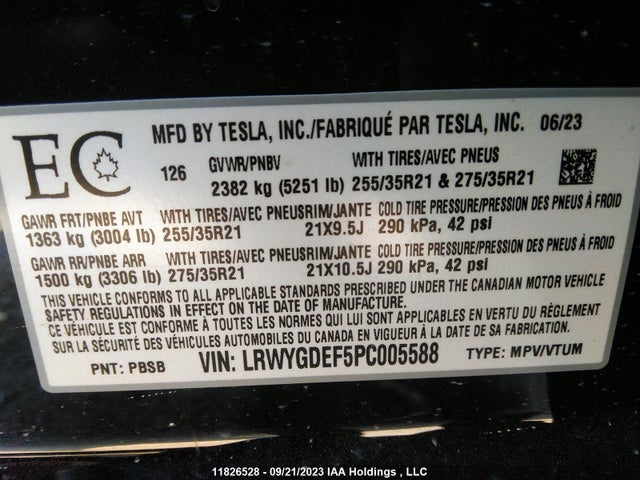 EC
MFD BY TESLA, INC./FABRIQUÉ PAR TESLA, INC. 06/23
126
GVWR/PNBV WITH TIRES/AVEC PNEUS
2382 kg (5251 lb) 255/35R21 & 275/35R21
GAWR FRT/PNBE AVT WITH TIRES/AVEC PNEUS RIM/JANTE COLD TIRE PRESSURE/PRESSION DES PNEUS À FROID
1363 kg (3004 lb) 255/35R21 21X9.5J 290 kPa, 42 psi
GAWR RR/PNBE ARR WITH TIRES/AVEC PNEUS RIM/JANTE COLD TIRE PRESSURE/PRESSION DES PNEUS À FROID
1500 kg (3306 lb) 275/35R21 21X10.5J 290 kPa, 42 psi
THIS VEHICLE CONFORMS TO ALL APPLICABLE STANDARDS PRESCRIBED UNDER THE CANADIAN MOTOR VEHICLE
SAFETY REGULATIONS IN EFFECT ON THE DATE OF MANUFACTURE.
CE VÉHICULE EST CONFORME À TOUTES LES NORMES QUI LUI SONT APPLICABLES EN VERTU DU RÈGLEMENT
SUR LA SÉCURITÉ DES VÉHICULES AUTOMOBILES DU CANADA EN VIGUEUR À LA DATE DE SA FABRICATION.
PNT: PBSB VIN: LRWYGDEF5PC005588 TYPE: MPV/VTUM
11826528 - 09/21/2023 IAA Holdings , LLC